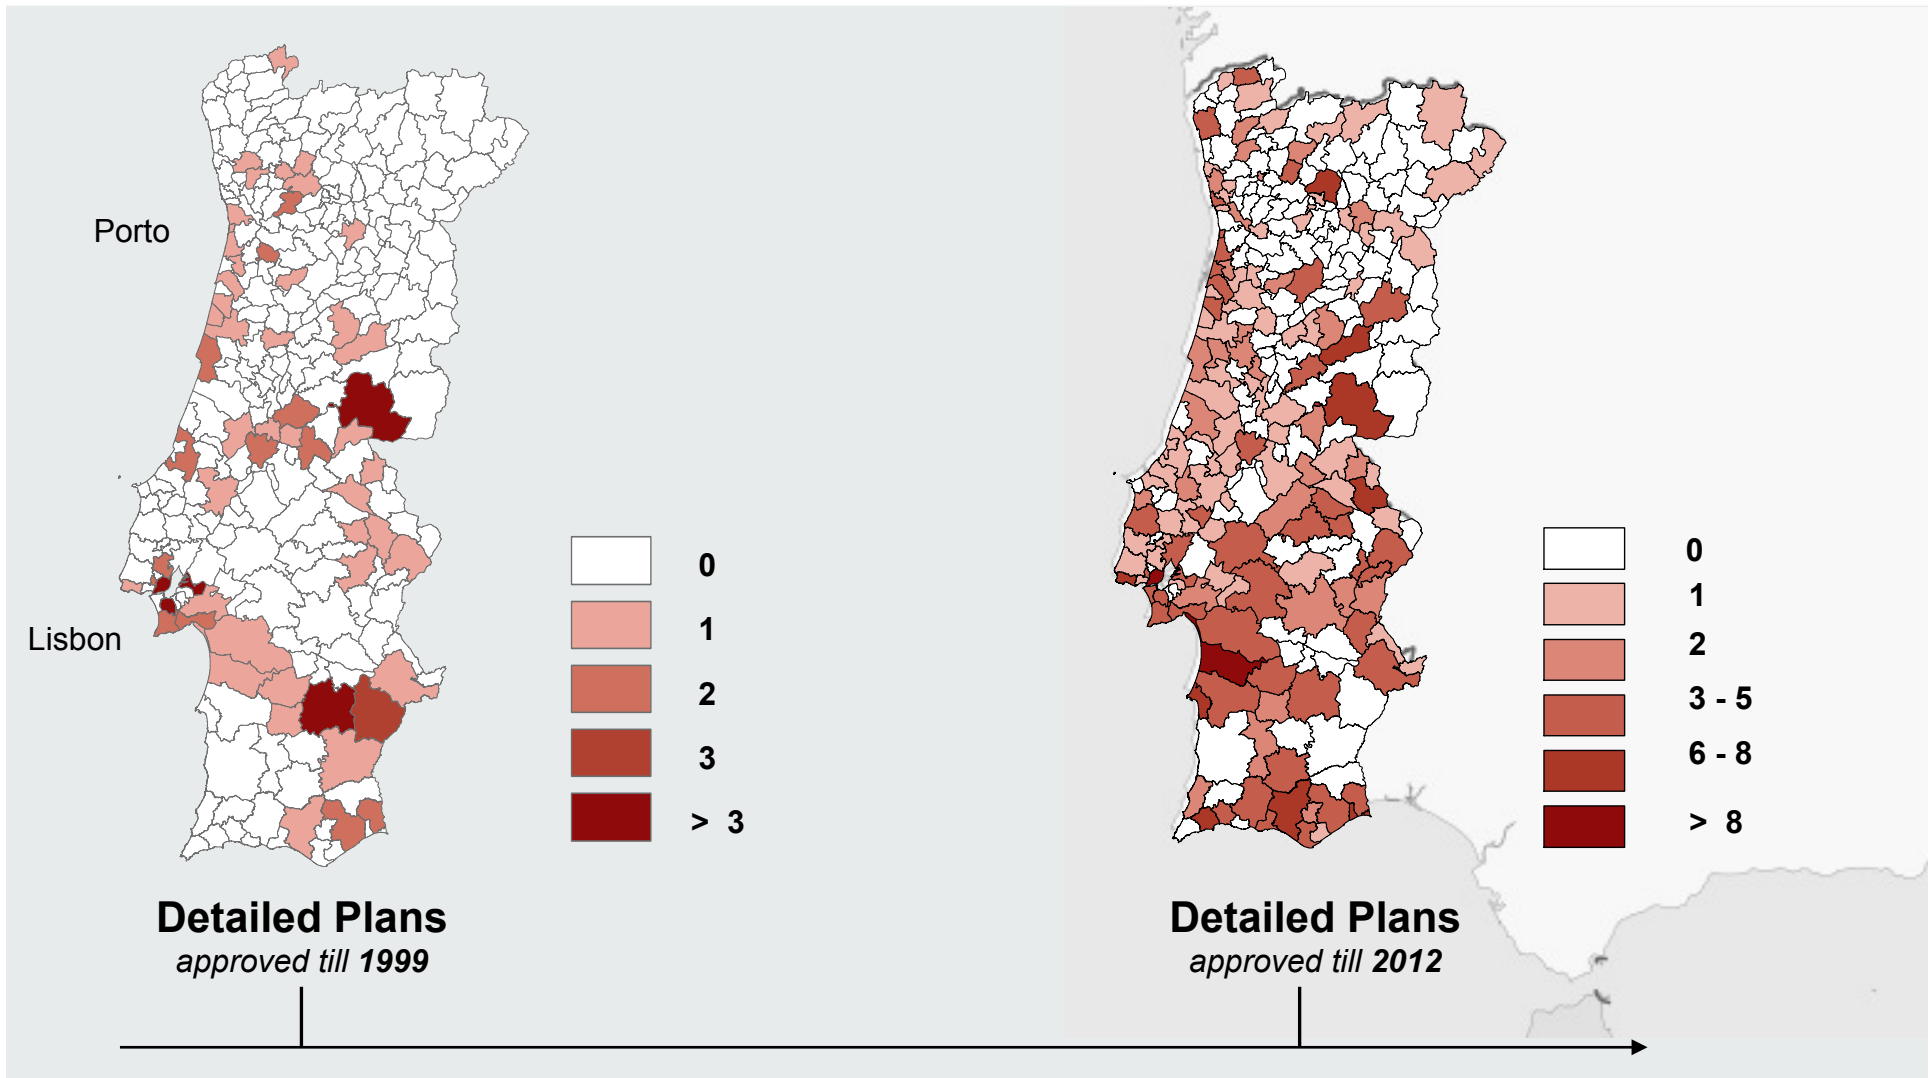 Porto
Lisbon
0
1
2
3
> 3
Detailed Plans
approved till 1999
0
1
2
3 - 5
6 - 8
> 8
Detailed Plans
approved till 2012